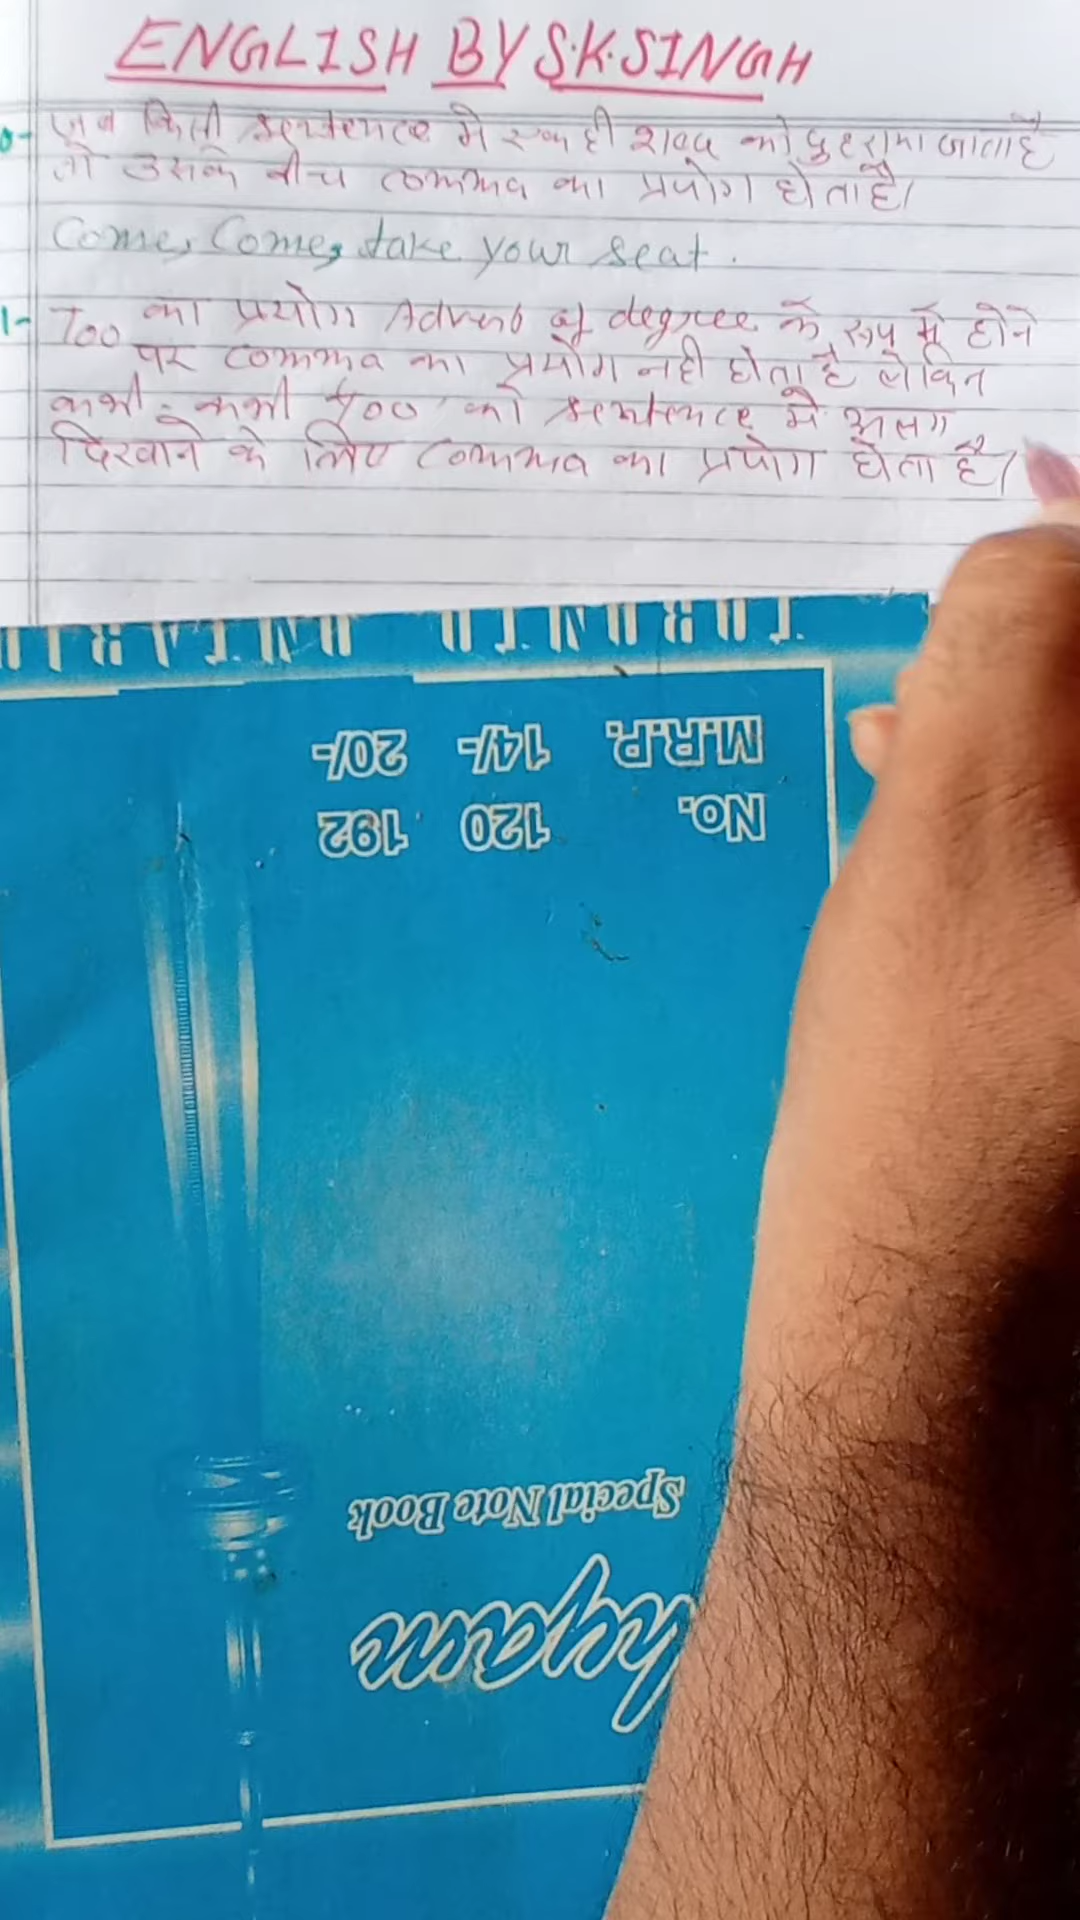 ENGLISH BY S.K.SINGH
0- जब किसी sentence मे एक ही शब्द को दुहराया जाता है
तो उसके बीच comma का प्रयोग होता है।
Come, Come, take your seat.
1- Too का प्रयोग Adverb of degree के रूप में होने
पर comma का प्रयोग नही होता है लेकिन
कभी-कभी too को sentence मे अलग
दिखाने के लिए comma का प्रयोग होता है।
M.R.P. 14/- 20/-
NO. 120 192
Special Note Book